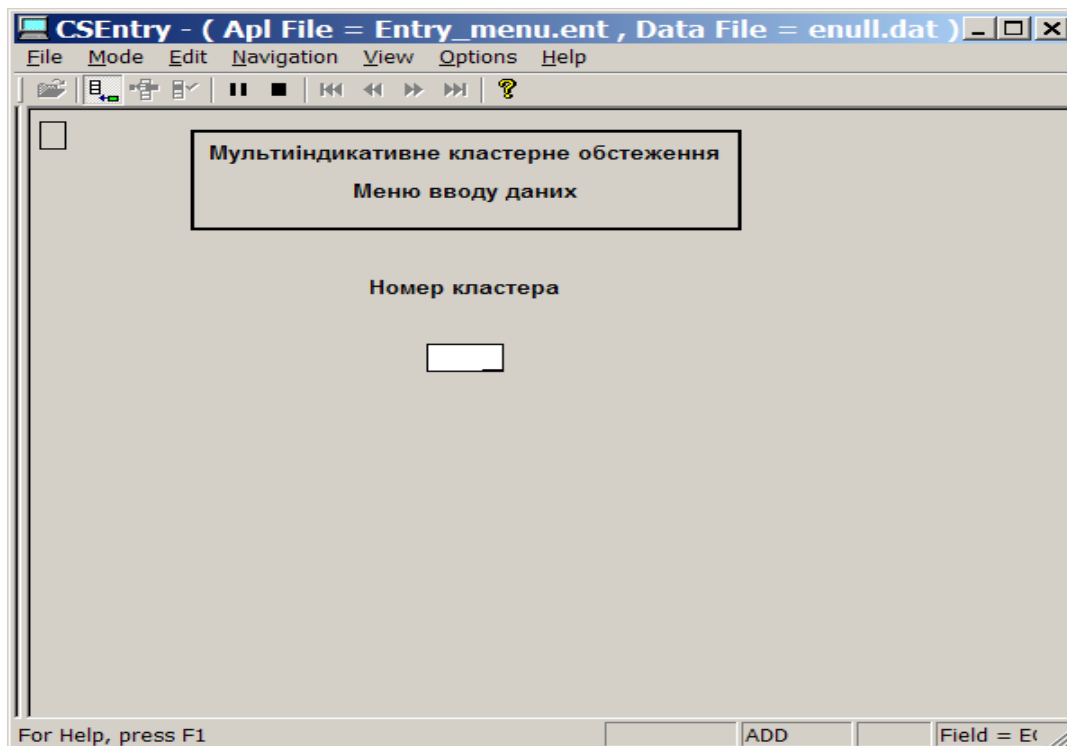 CSEntry - ( Apl File = Entry_menu.ent , Data File = enull.dat )
File Mode Edit Navigation View Options Help
Мультиіндикативне кластерне обстеження
Меню вводу даних
Номер кластера
For Help, press F1 ADD Field =